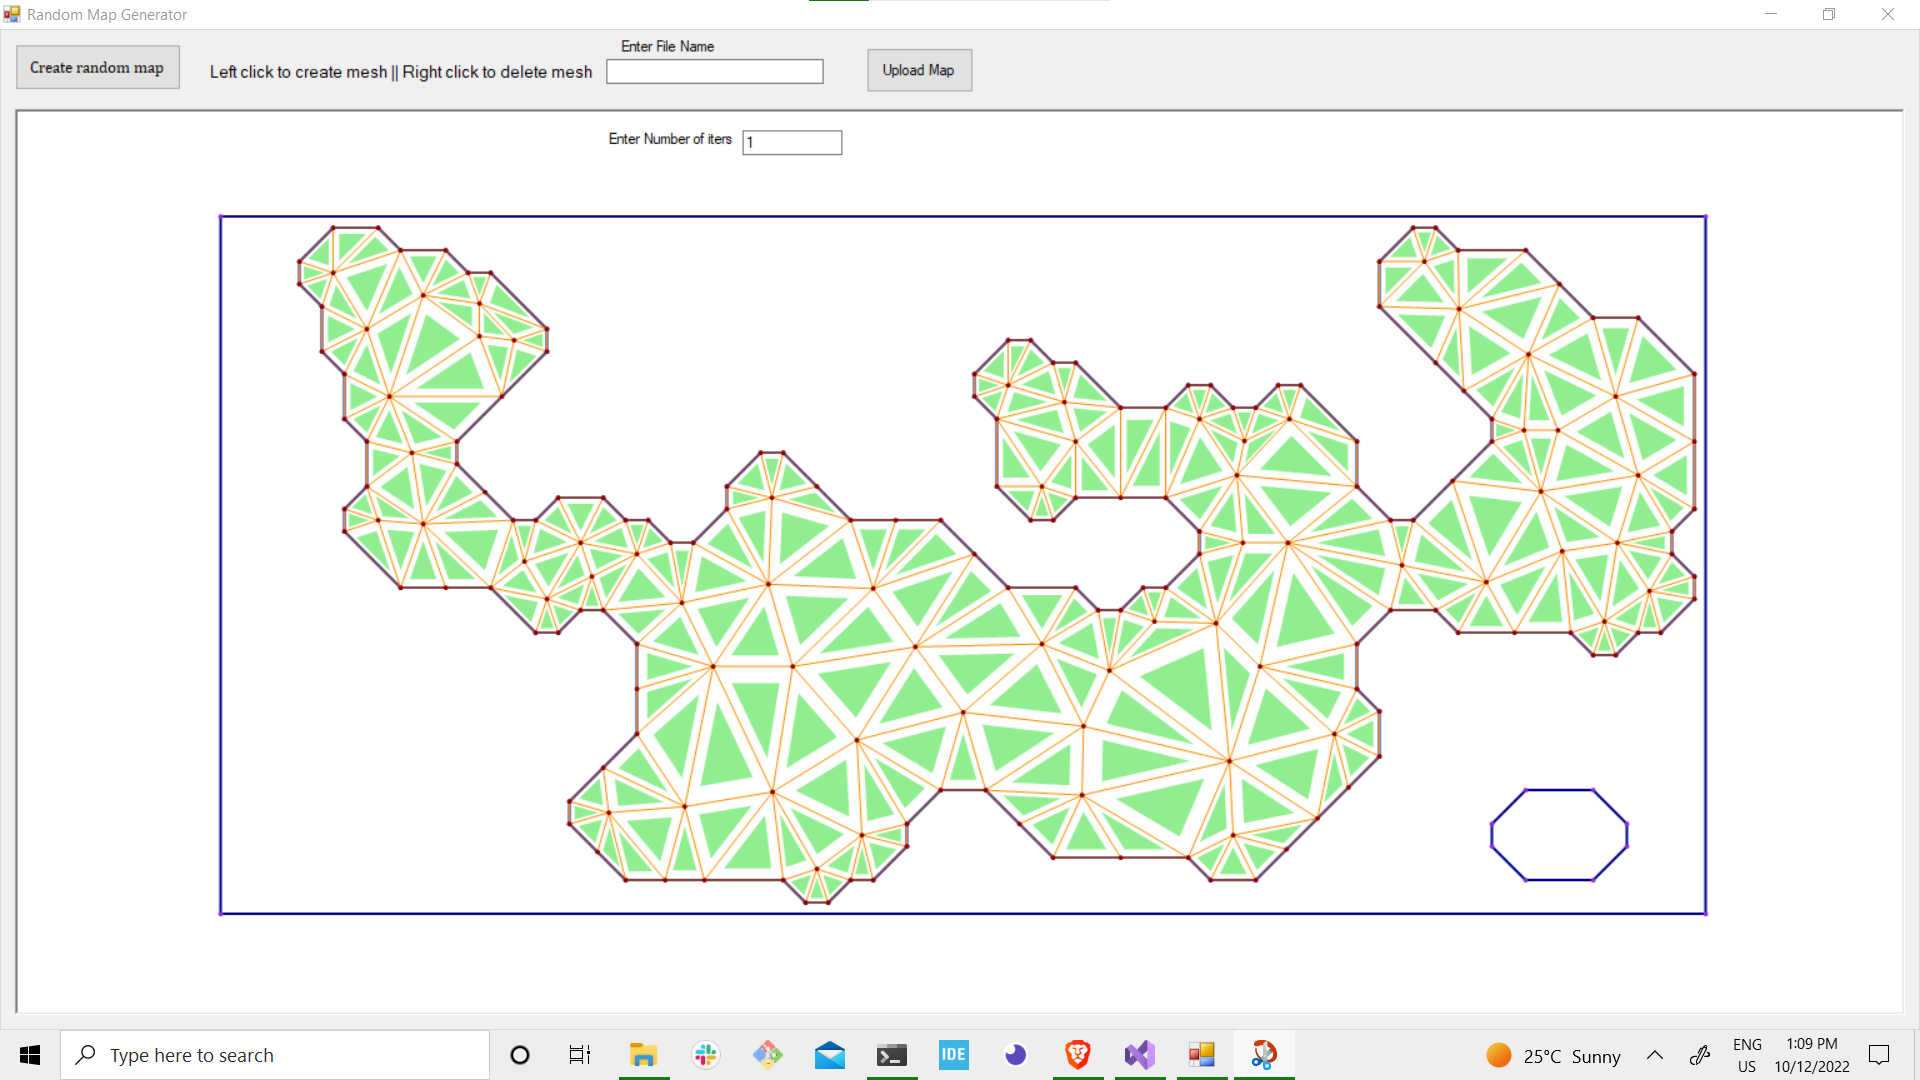 Random Map Generator
Create random map
Left click to create mesh || Right click to delete mesh
Enter File Name
Upload Map
Enter Number of iters
1
Type here to search
IDE
25°C Sunny
ENG
US
1:09 PM
10/12/2022